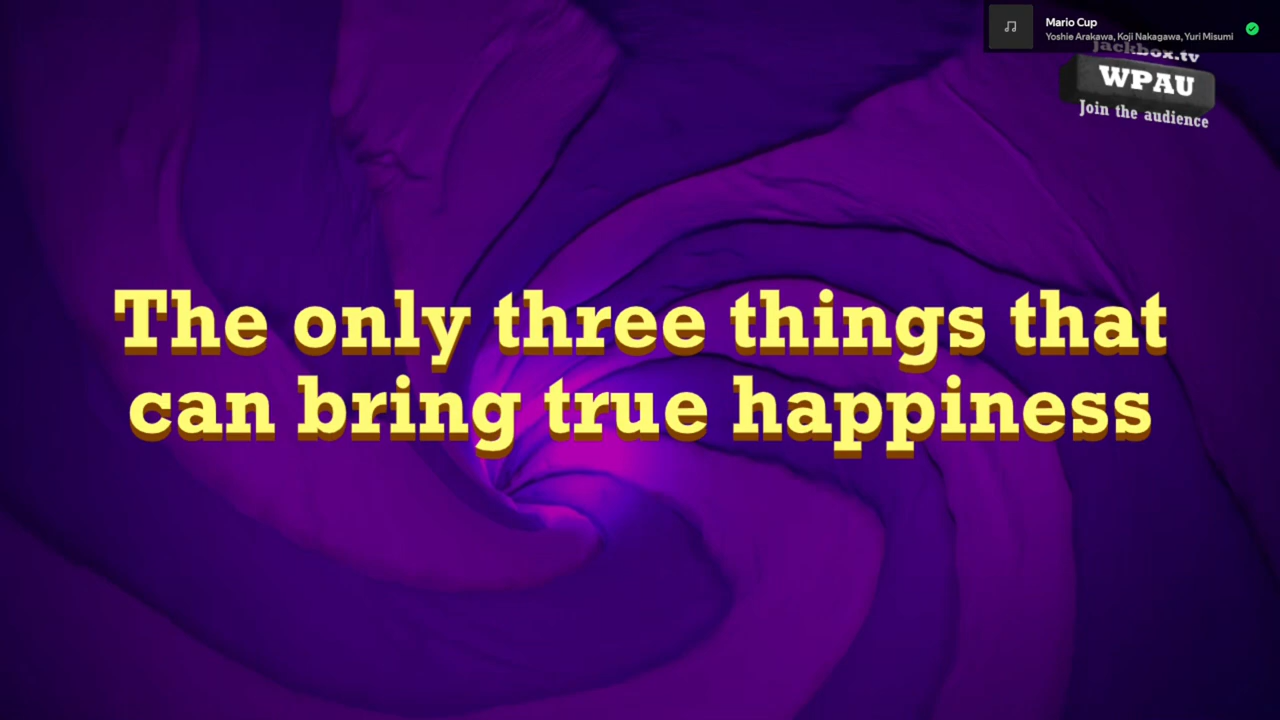 Mario Cup
Yoshie Arakawa, Koji Nakagawa, Yuri Misumi
jackbox.tv
WPAU
Join the audience
The only three things that
can bring true happiness